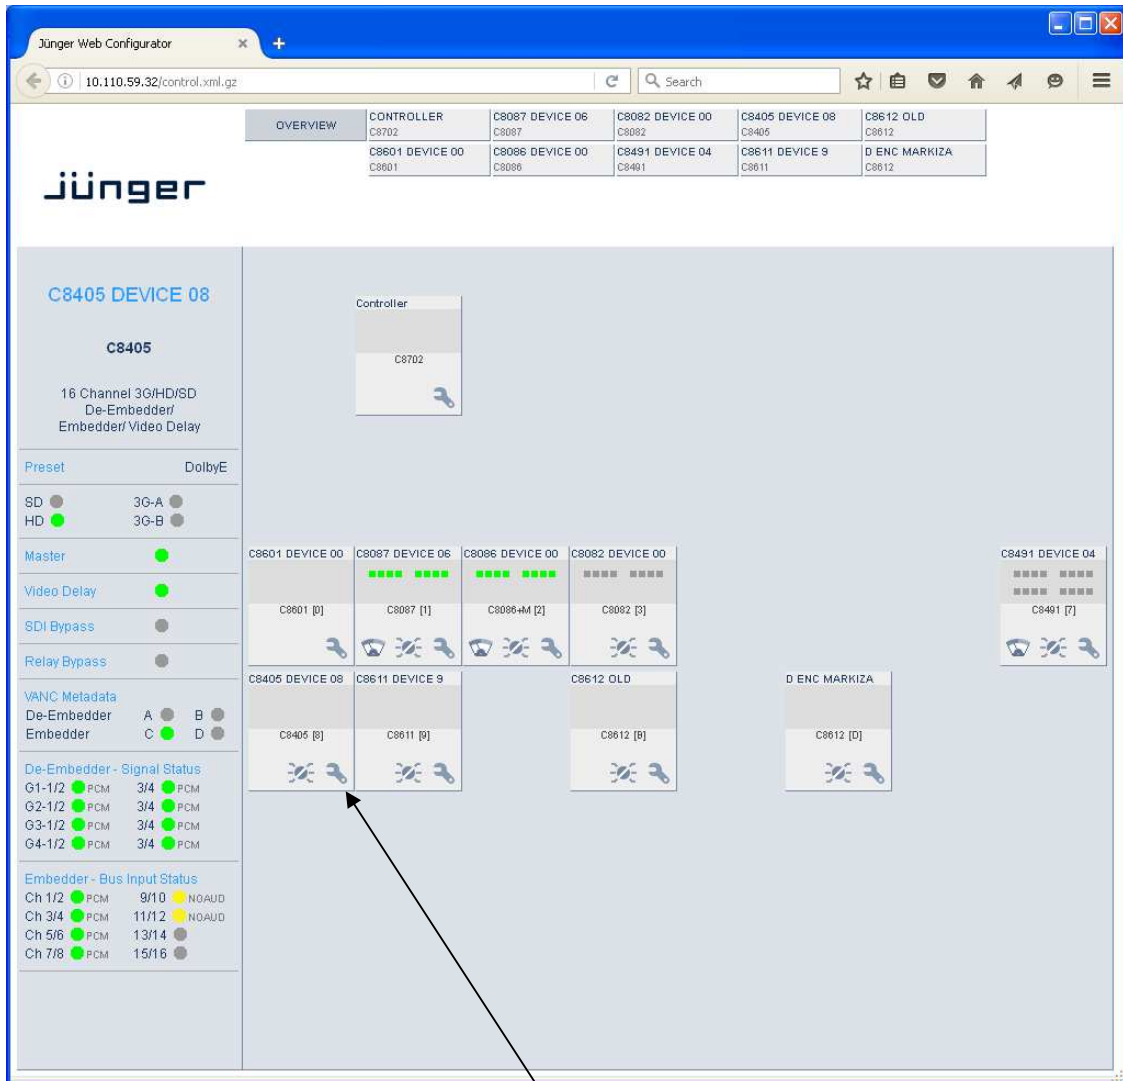 Jünger Web Configurator
10.110.59.32/control.xml.gz
Search
OVERVIEW
CONTROLLER
C8702
C8087 DEVICE 06
C8087
C8082 DEVICE 00
C8082
C8405 DEVICE 08
C8405
C8612 OLD
C8612
C8601 DEVICE 00
C8601
C8086 DEVICE 00
C8086
C8491 DEVICE 04
C8491
C8611 DEVICE 9
C8611
D ENC MARKIZA
C8612
jünger
C8405 DEVICE 08
C8405
16 Channel 3G/HD/SD
De-Embedder/
Embedder/ Video Delay
Preset DolbyE
SD 3G-A
HD 3G-B
Master
Video Delay
SDI Bypass
Relay Bypass
VANC Metadata
De-Embedder A B
Embedder C D
De-Embedder - Signal Status
G1-1/2 PCM 3/4 PCM
G2-1/2 PCM 3/4 PCM
G3-1/2 PCM 3/4 PCM
G4-1/2 PCM 3/4 PCM
Embedder - Bus Input Status
Ch 1/2 PCM 9/10 NOAUD
Ch 3/4 PCM 11/12 NOAUD
Ch 5/6 PCM 13/14
Ch 7/8 PCM 15/16
Controller
C8702
C8601 DEVICE 00
C8601 [0]
C8087 DEVICE 06
C8087 [1]
C8086 DEVICE 00
C8086+M [2]
C8082 DEVICE 00
C8082 [3]
C8491 DEVICE 04
C8491 [7]
C8405 DEVICE 08
C8405 [8]
C8611 DEVICE 9
C8611 [9]
C8612 OLD
C8612 [B]
D ENC MARKIZA
C8612 [D]